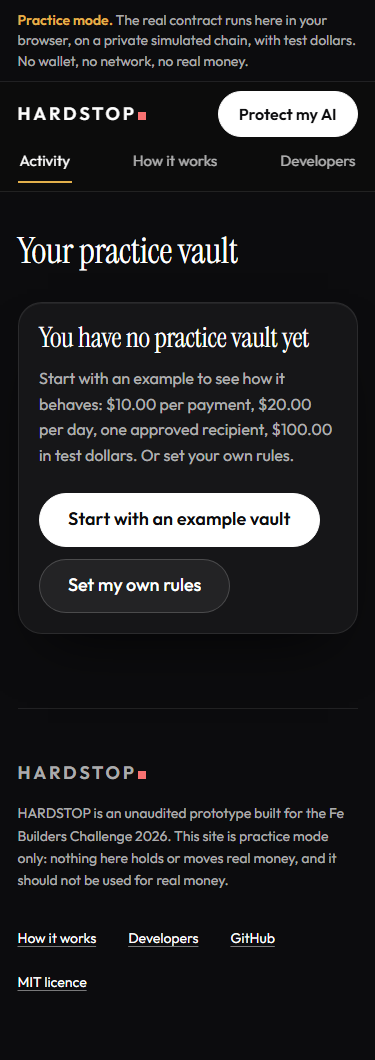 Practice mode. The real contract runs here in your
browser, on a private simulated chain, with test dollars.
No wallet, no network, no real money.
HARDSTOP
Protect my AI
Activity
How it works
Developers
Your practice vault
You have no practice vault yet
Start with an example to see how it
behaves: $10.00 per payment, $20.00
per day, one approved recipient, $100.00
in test dollars. Or set your own rules.
Start with an example vault
Set my own rules
HARDSTOP
HARDSTOP is an unaudited prototype built for the Fe
Builders Challenge 2026. This site is practice mode
only: nothing here holds or moves real money, and it
should not be used for real money.
How it works
Developers
GitHub
MIT licence